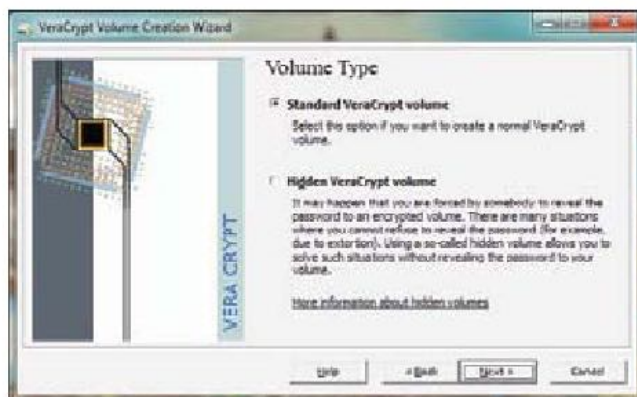 VeraCrypt Volume Creation Wizard
Volume Type
Standard VeraCrypt volume
Select this option if you want to create a normal VeraCrypt
volume.
Hidden VeraCrypt volume
It may happen that you are forced by somebody to reveal the
password to an encrypted volume. There are many situations
where you cannot refuse to reveal the password (for example,
due to extortion). Using a so-called hidden volume allows you to
solve such situations without revealing the password to your
volume.
More information about hidden volumes
VERA CRYPT
Help
< Back
Next >
Cancel